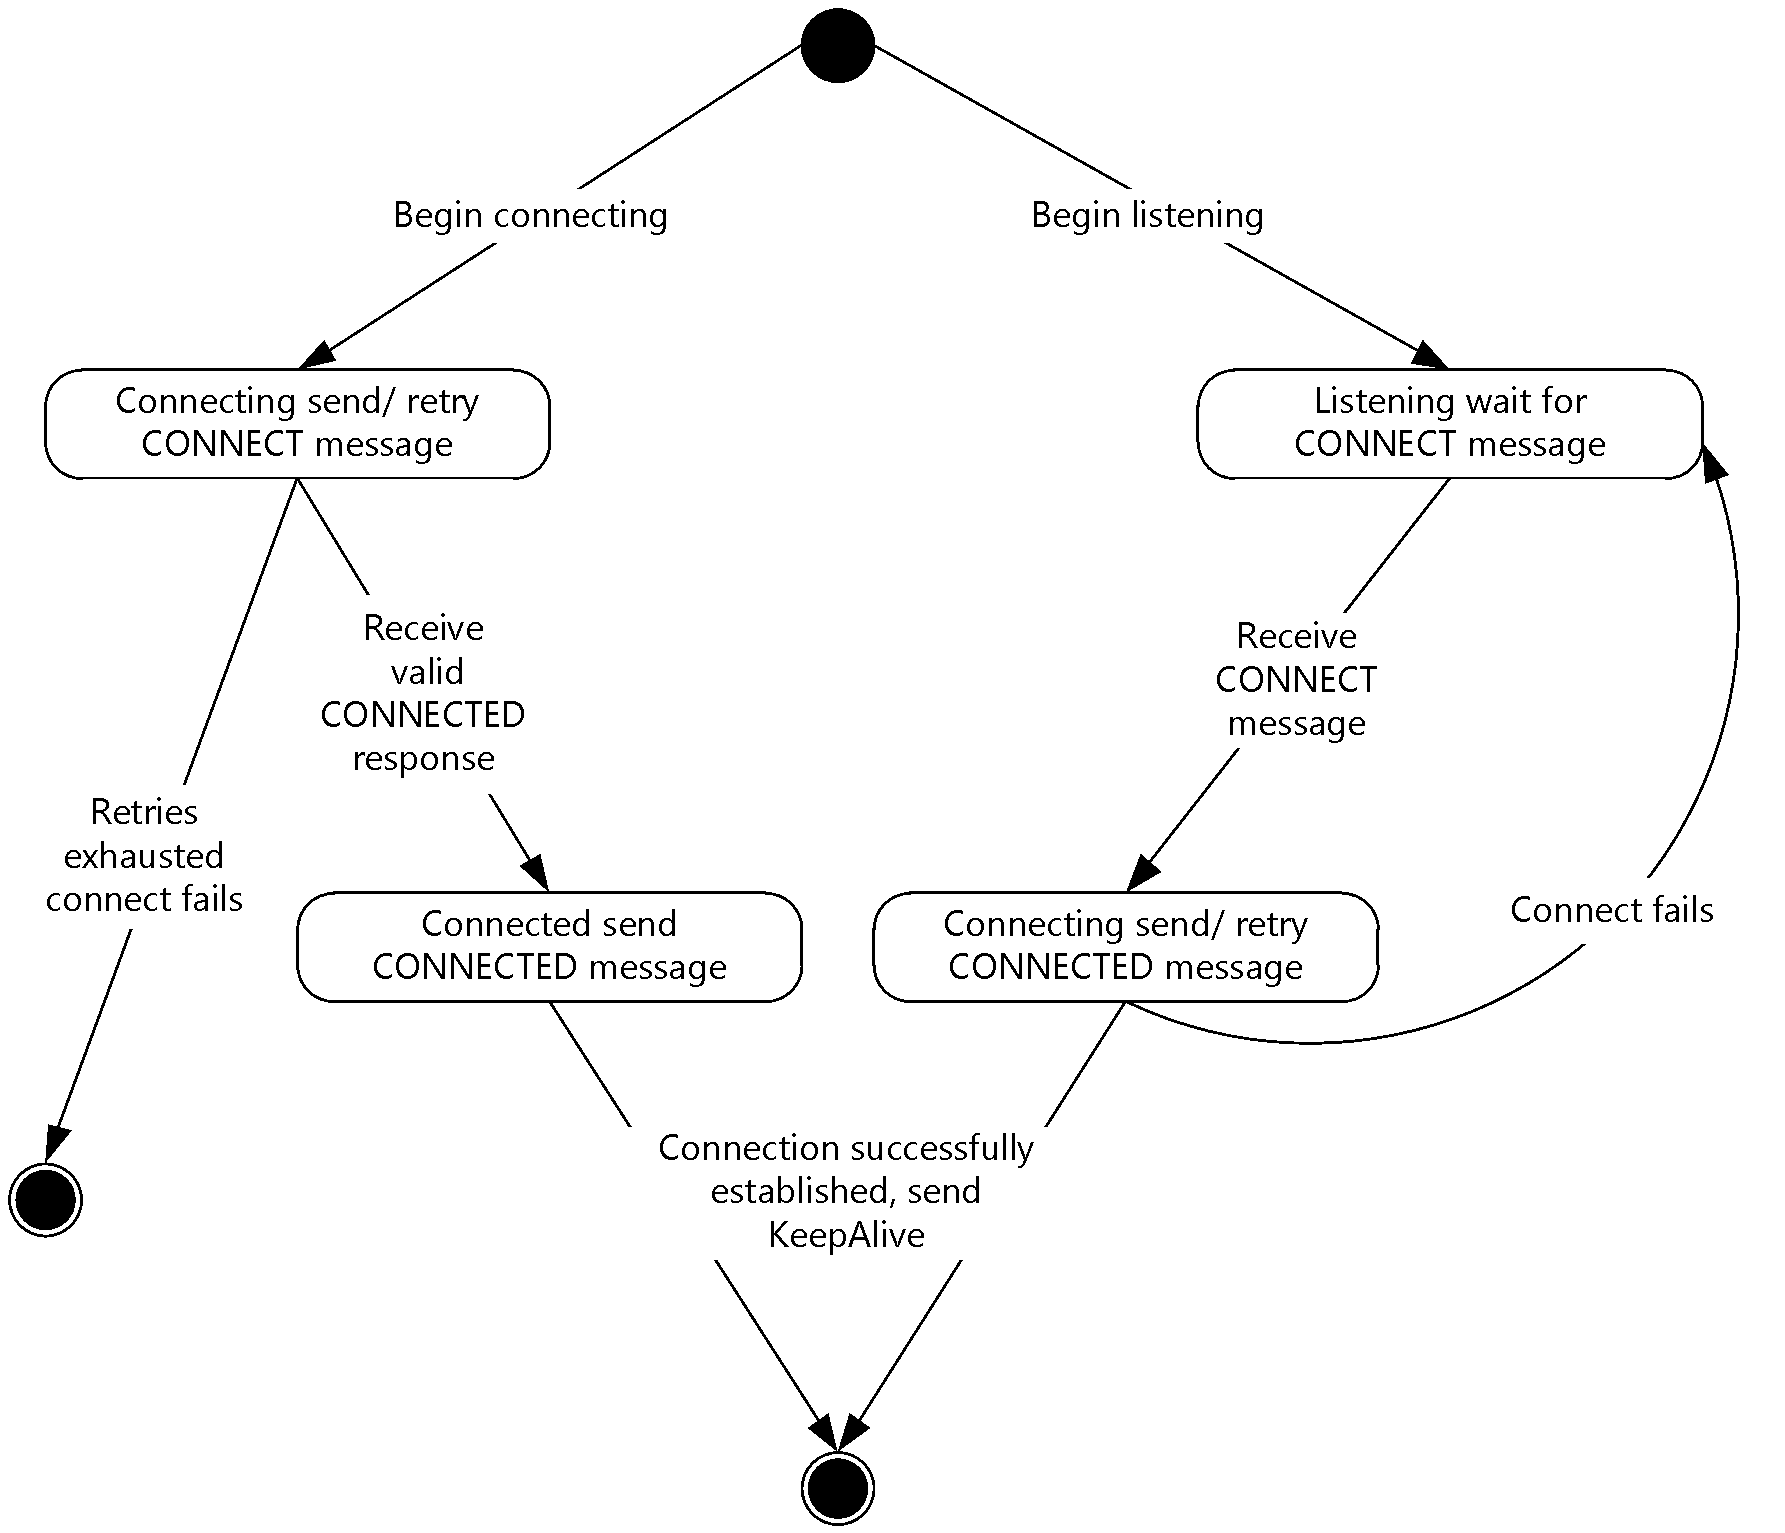 Begin connecting
Begin listening
Connecting send/ retry
CONNECT message
Listening wait for
CONNECT message
Receive
valid
CONNECTED
response
Receive
CONNECT
message
Retries
exhausted
connect fails
Connected send
CONNECTED message
Connecting send/ retry
CONNECTED message
Connect fails
Connection successfully
established, send
KeepAlive